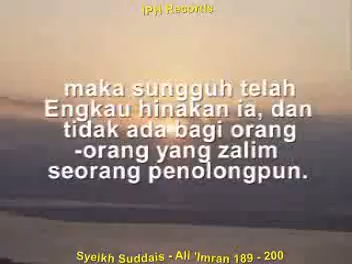 IPH Records
maka sungguh telah
Engkau hinakan ia, dan
tidak ada bagi orang
-orang yang zalim
seorang penolongpun.
Syeikh Suddais - Ali 'Imran 189 - 200